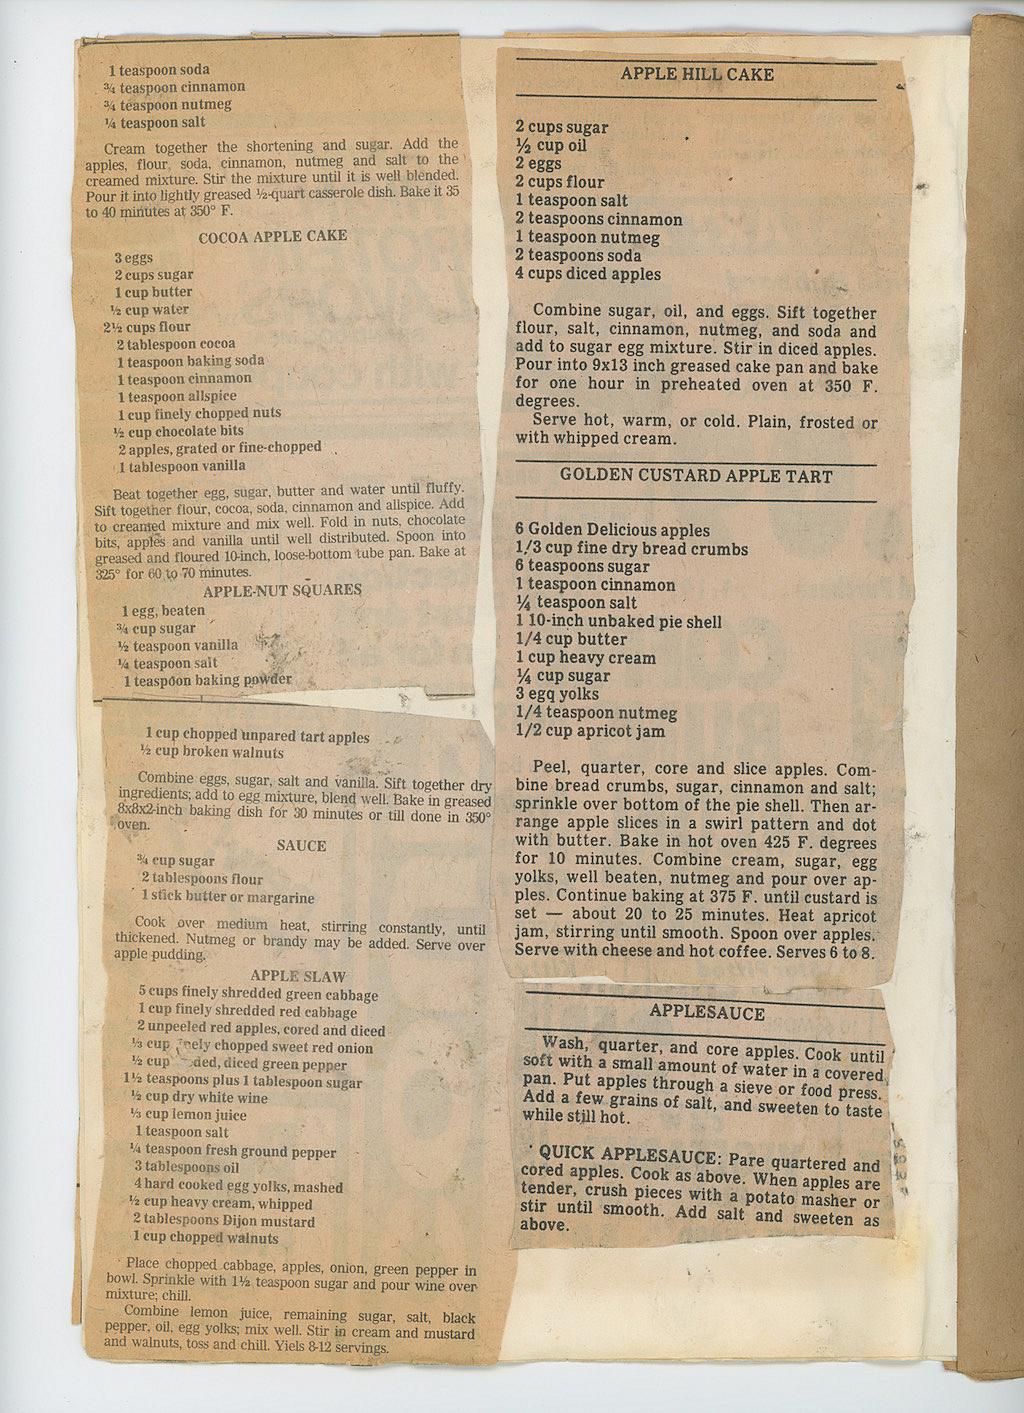 1 teaspoon soda
¾ teaspoon cinnamon
¾ teaspoon nutmeg
¼ teaspoon salt
Cream together the shortening and sugar. Add the
apples, flour, soda, cinnamon, nutmeg and salt to the
creamed mixture. Stir the mixture until it is well blended.
Pour it into lightly greased ½-quart casserole dish. Bake it 35
to 40 minutes at 350° F.
COCOA APPLE CAKE
3 eggs
2 cups sugar
1 cup butter
½ cup water
2½ cups flour
2 tablespoon cocoa
1 teaspoon baking soda
1 teaspoon cinnamon
1 teaspoon allspice
1 cup finely chopped nuts
½ cup chocolate bits
2 apples, grated or fine-chopped
1 tablespoon vanilla
Beat together egg, sugar, butter and water until fluffy.
Sift together flour, cocoa, soda, cinnamon and allspice. Add
to creamed mixture and mix well. Fold in nuts, chocolate
bits, apples and vanilla until well distributed. Spoon into
greased and floured 10-inch, loose-bottom tube pan. Bake at
325° for 60 to 70 minutes.
APPLE-NUT SQUARES
1 egg, beaten
¾ cup sugar
½ teaspoon vanilla
¼ teaspoon salt
1 teaspoon baking powder
1 cup chopped unpared tart apples
½ cup broken walnuts
Combine eggs, sugar, salt and vanilla. Sift together dry
ingredients; add to egg mixture, blend well. Bake in greased
8x8x2-inch baking dish for 30 minutes or till done in 350°
oven.
SAUCE
¾ cup sugar
2 tablespoons flour
1 stick butter or margarine
Cook over medium heat, stirring constantly, until
thickened. Nutmeg or brandy may be added. Serve over
apple pudding.
APPLE SLAW
5 cups finely shredded green cabbage
1 cup finely shredded red cabbage
2 unpeeled red apples, cored and diced
⅓ cup finely chopped sweet red onion
½ cup diced green pepper
1½ teaspoons plus 1 tablespoon sugar
½ cup dry white wine
⅓ cup lemon juice
1 teaspoon salt
¼ teaspoon fresh ground pepper
3 tablespoons oil
4 hard cooked egg yolks, mashed
½ cup heavy cream, whipped
2 tablespoons Dijon mustard
1 cup chopped walnuts
Place chopped cabbage, apples, onion, green pepper in
bowl. Sprinkle with 1½ teaspoon sugar and pour wine over
mixture; chill.
Combine lemon juice, remaining sugar, salt, black
pepper, oil, egg yolks; mix well. Stir in cream and mustard
and walnuts, toss and chill. Yiels 8-12 servings.
APPLE HILL CAKE
2 cups sugar
½ cup oil
2 eggs
2 cups flour
1 teaspoon salt
2 teaspoons cinnamon
1 teaspoon nutmeg
2 teaspoons soda
4 cups diced apples
Combine sugar, oil, and eggs. Sift together
flour, salt, cinnamon, nutmeg, and soda and
add to sugar egg mixture. Stir in diced apples.
Pour into 9x13 inch greased cake pan and bake
for one hour in preheated oven at 350 F.
degrees.
Serve hot, warm, or cold. Plain, frosted or
with whipped cream.
GOLDEN CUSTARD APPLE TART
6 Golden Delicious apples
1/3 cup fine dry bread crumbs
6 teaspoons sugar
1 teaspoon cinnamon
¼ teaspoon salt
1 10-inch unbaked pie shell
1/4 cup butter
1 cup heavy cream
¼ cup sugar
3 egq yolks
1/4 teaspoon nutmeg
1/2 cup apricot jam
Peel, quarter, core and slice apples. Com-
bine bread crumbs, sugar, cinnamon and salt;
sprinkle over bottom of the pie shell. Then ar-
range apple slices in a swirl pattern and dot
with butter. Bake in hot oven 425 F. degrees
for 10 minutes. Combine cream, sugar, egg
yolks, well beaten, nutmeg and pour over ap-
ples. Continue baking at 375 F. until custard is
set — about 20 to 25 minutes. Heat apricot
jam, stirring until smooth. Spoon over apples.
Serve with cheese and hot coffee. Serves 6 to 8.
APPLESAUCE
Wash, quarter, and core apples. Cook until
soft with a small amount of water in a covered
pan. Put apples through a sieve or food press.
Add a few grains of salt, and sweeten to taste
while still hot.
QUICK APPLESAUCE: Pare quartered and
cored apples. Cook as above. When apples are
tender, crush pieces with a potato masher or
stir until smooth. Add salt and sweeten as
above.